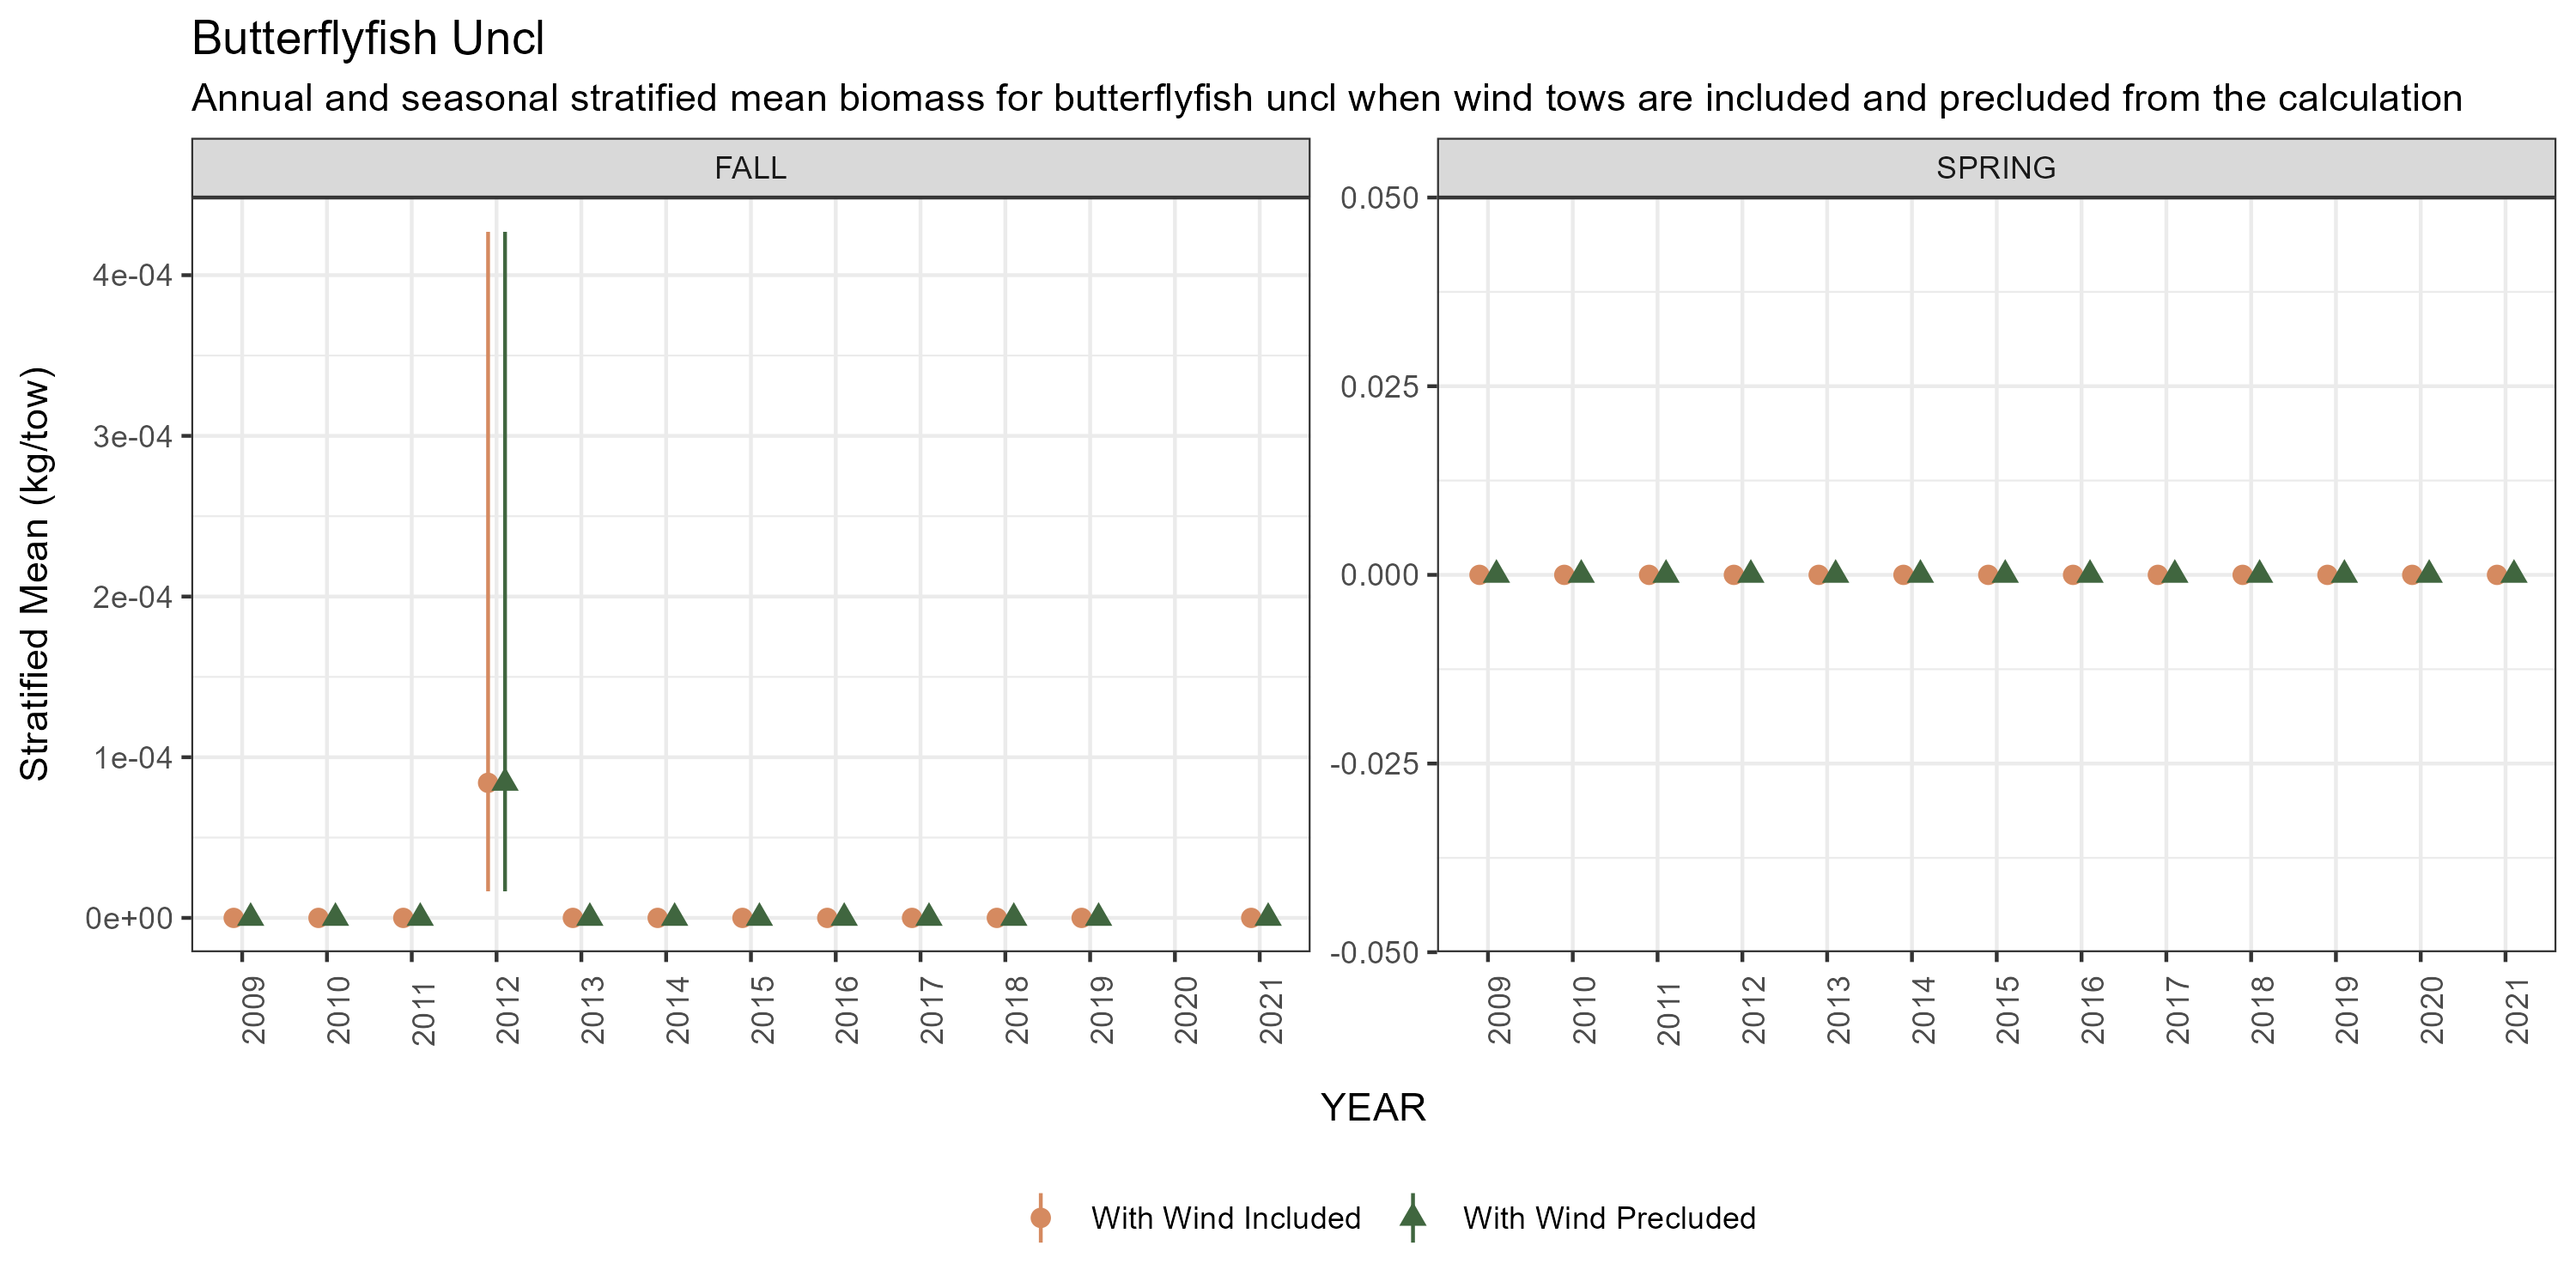 Butterflyfish Uncl
Annual and seasonal stratified mean biomass for butterflyfish uncl when wind tows are included and precluded from the calculation
FALL
SPRING
Stratified Mean (kg/tow)
4e-04
3e-04
2e-04
1e-04
0e+00
0.050
0.025
0.000
-0.025
-0.050
2009 2010 2011 2012 2013 2014 2015 2016 2017 2018 2019 2020 2021
2009 2010 2011 2012 2013 2014 2015 2016 2017 2018 2019 2020 2021
YEAR
With Wind Included
With Wind Precluded